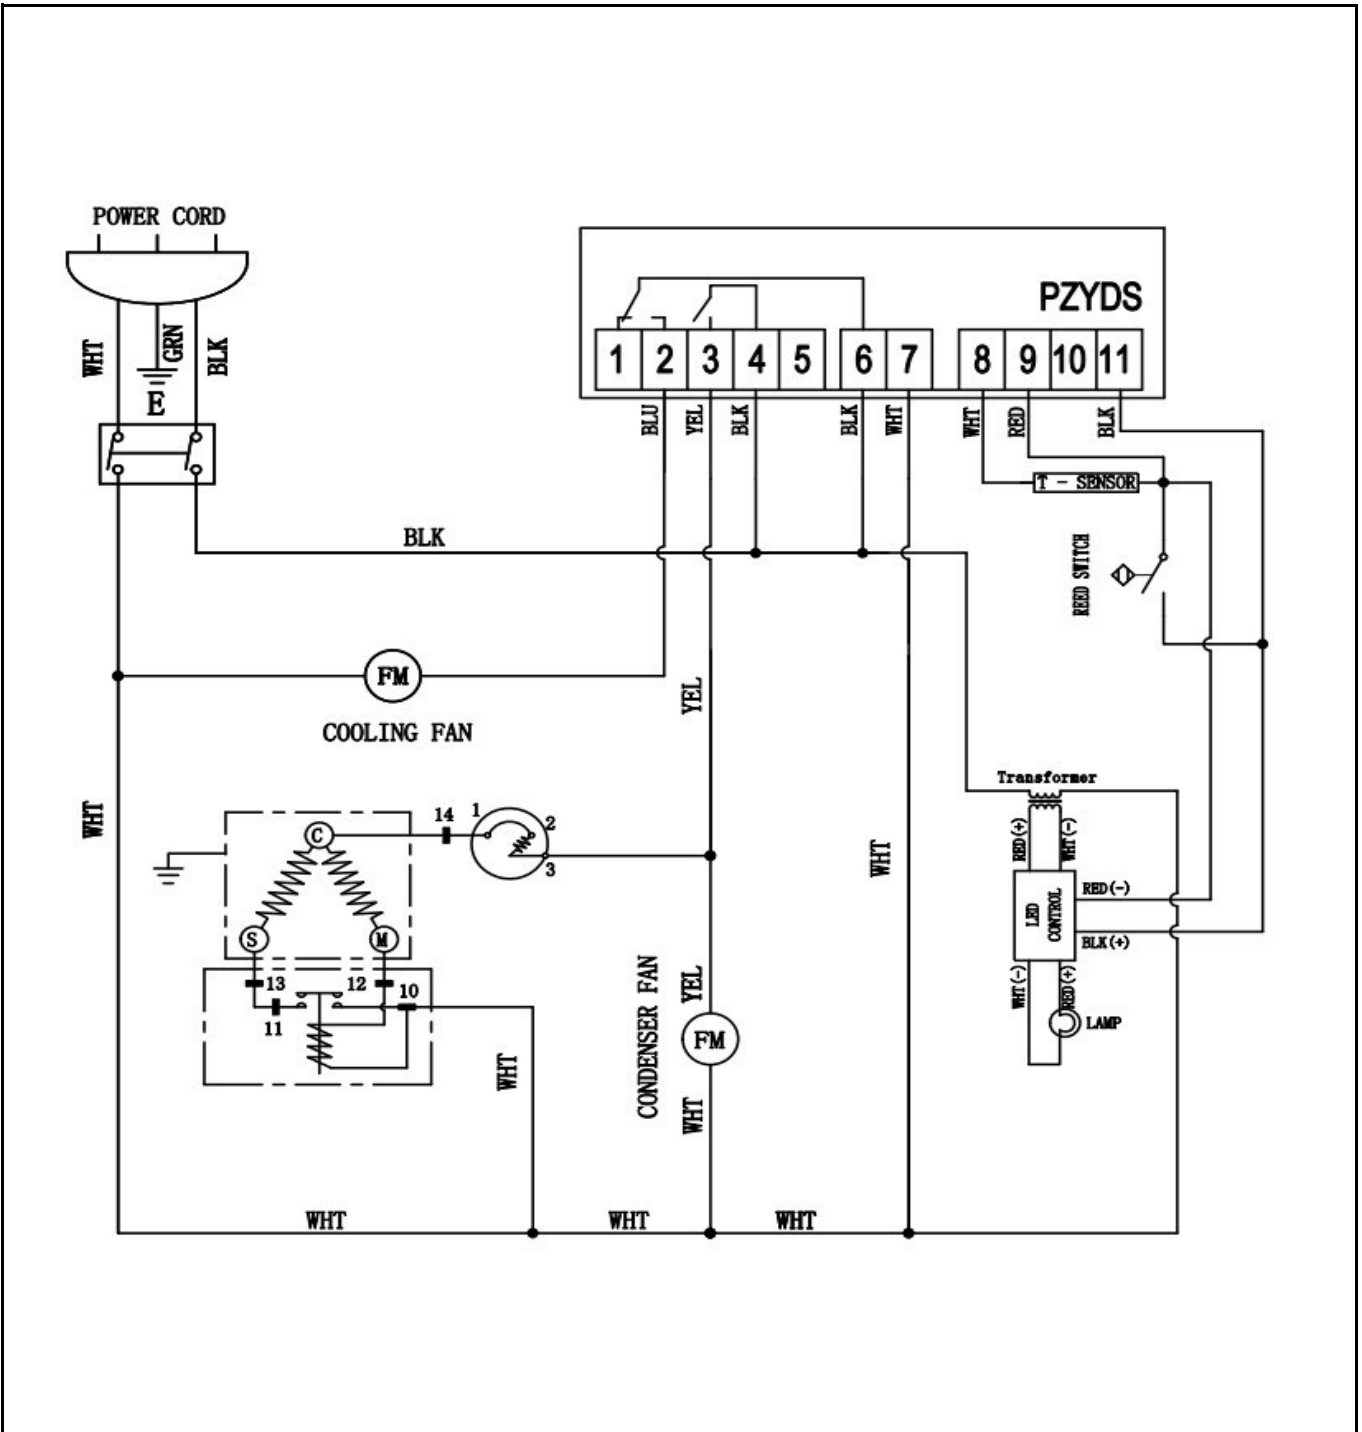 POWER CORD
WHT
GRN
BLK
E
PZYDS
1 2 3 4 5 6 7 8 9 10 11
BLU
YEL
BLK
BLK
WHT
WHT
RED
BLK
T - SENSOR
BLK
REED SWITCH
FM
COOLING FAN
YEL
Transformer
WHT
14
1
2
3
C
S
M
13
12
10
11
WHT
WHT
RED(+)
WHT(-)
LED CONTROL
RED(-)
BLK(+)
WHT(-)
RED(+)
LAMP
CONDENSER FAN
YEL
FM
WHT
WHT
WHT
WHT